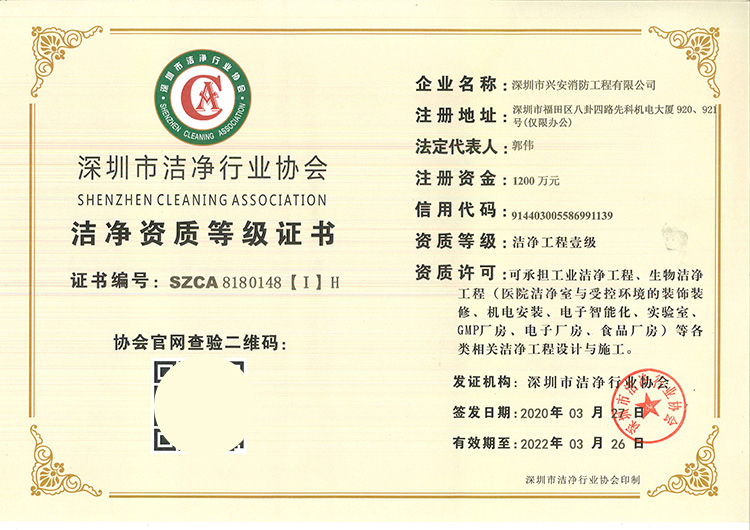 深圳市洁净行业协会
SHENZHEN CLEANING ASSOCIATION
CA
深圳市洁净行业协会
SHENZHEN CLEANING ASSOCIATION
洁净资质等级证书
证书编号：SZCA 8180148【I】H
协会官网查验二维码：
企业名称：深圳市兴安消防工程有限公司
注册地址：深圳市福田区八卦四路先科机电大厦 920、921
号(仅限办公)
法定代表人：郭伟
注册资金：1200 万元
信用代码：914403005586991139
资质等级：洁净工程壹级
资质许可：可承担工业洁净工程、生物洁净
工程（医院洁净室与受控环境的装饰装
修、机电安装、电子智能化、实验室、
GMP厂房、电子厂房、食品厂房）等各
类相关洁净工程设计与施工。
发证机构：深圳市洁净行业协会
签发日期：2020年 03 月 27 日
有效期至：2022年 03 月 26 日
深圳市洁净行业协会
深圳市洁净行业协会印制